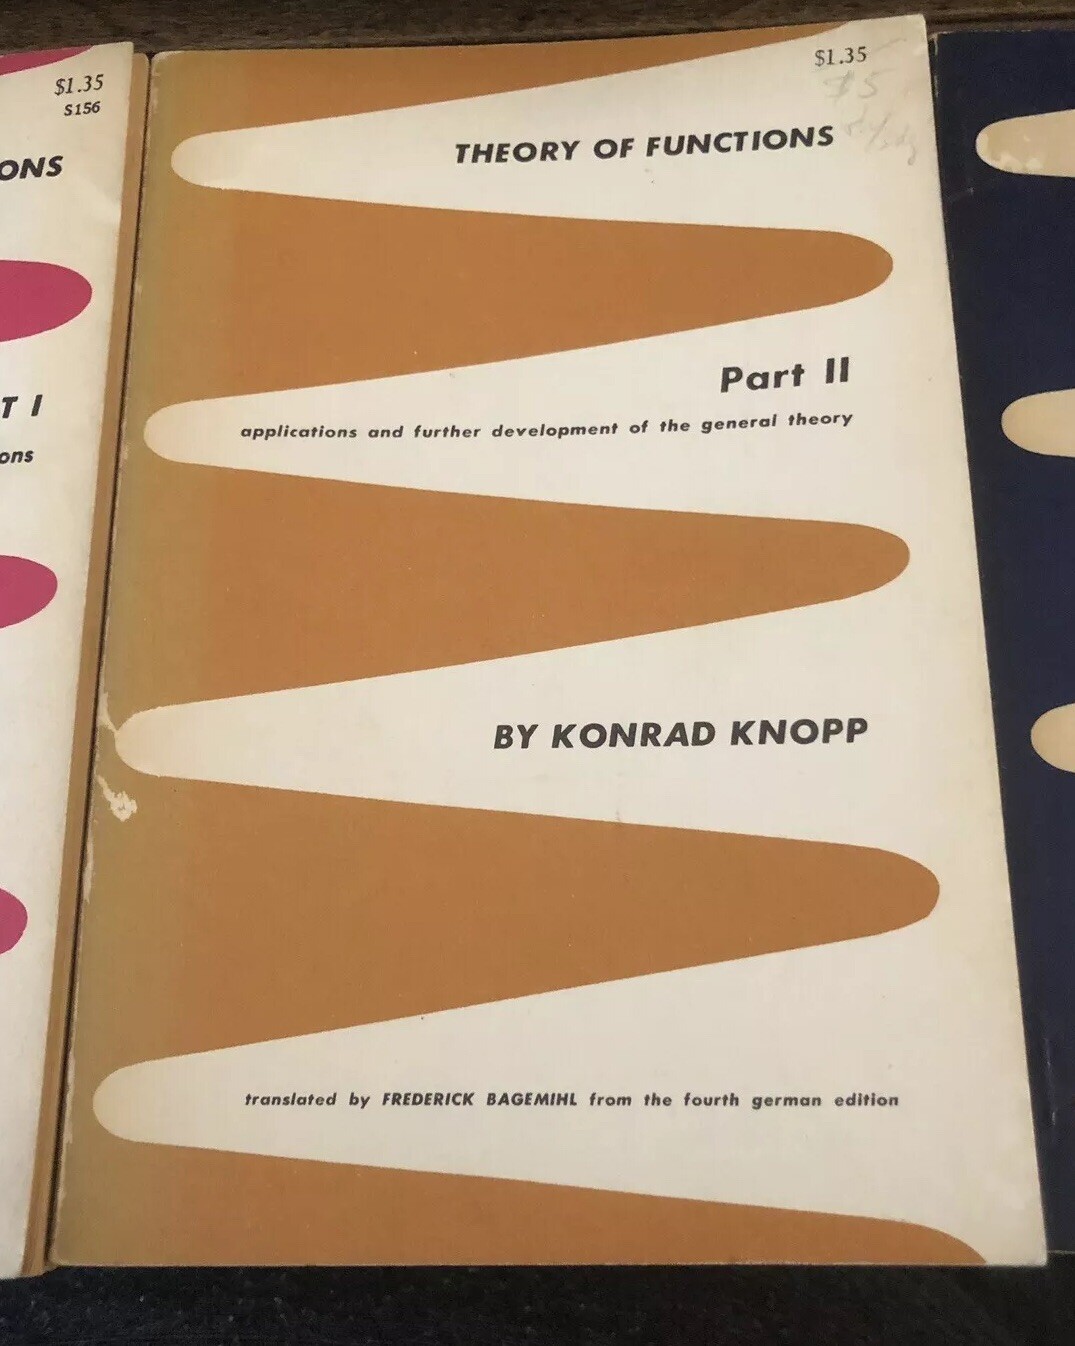 $1.35
S156
ONS
T I
ons
$1.35
$5
THEORY OF FUNCTIONS
Part II
applications and further development of the general theory
BY KONRAD KNOPP
translated by FREDERICK BAGEMIHL from the fourth german edition